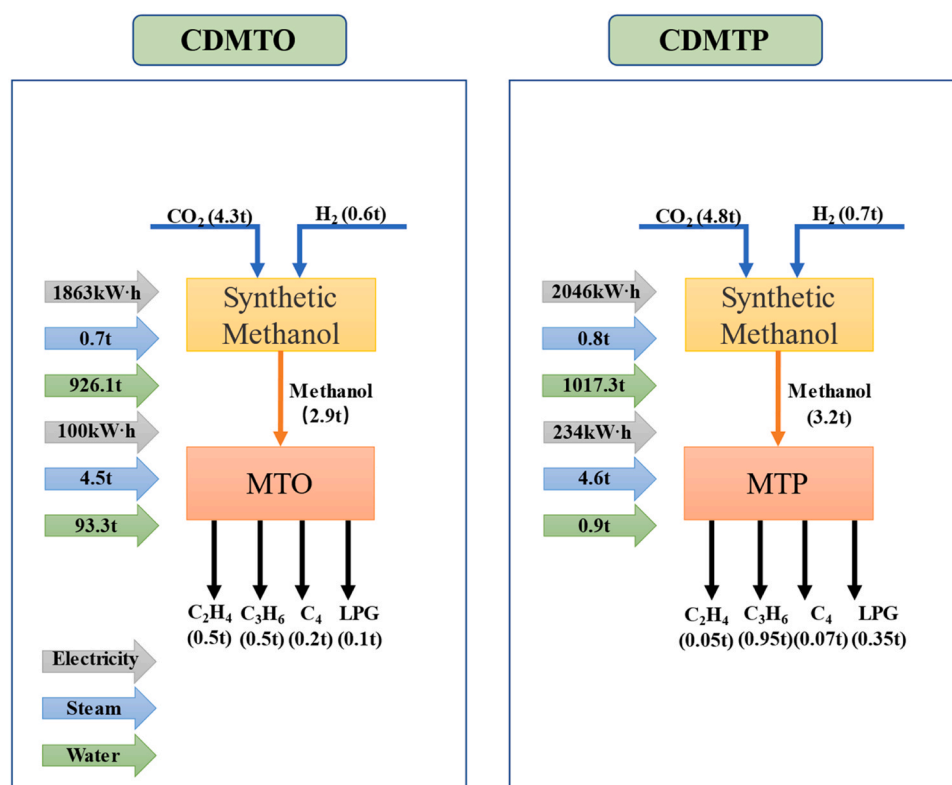 CDMTO
CO₂ (4.3t)
H₂ (0.6t)
1863kW·h
0.7t
926.1t
100kW·h
4.5t
93.3t
Synthetic
Methanol
Methanol
(2.9t)
MTO
C₂H₄ C₃H₆ C₄ LPG
(0.5t) (0.5t) (0.2t) (0.1t)
Electricity
Steam
Water
CDMTP
CO₂ (4.8t)
H₂ (0.7t)
2046kW·h
0.8t
1017.3t
234kW·h
4.6t
0.9t
Synthetic
Methanol
Methanol
(3.2t)
MTP
C₂H₄ C₃H₆ C₄ LPG
(0.05t) (0.95t) (0.07t) (0.35t)